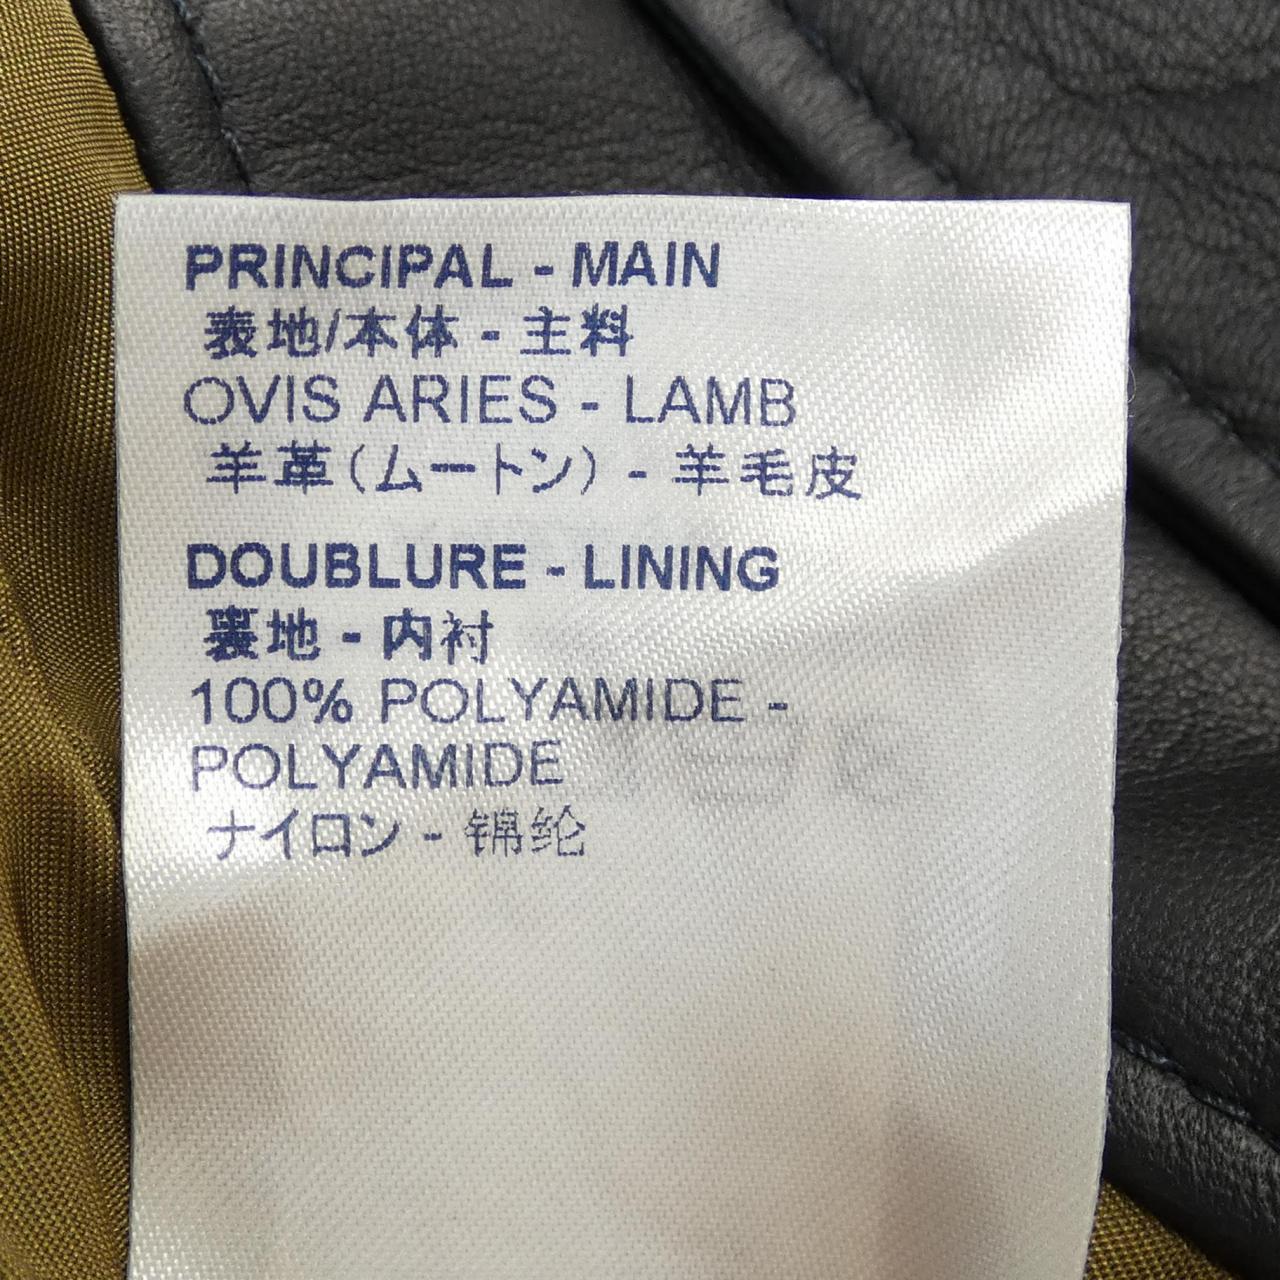 PRINCIPAL - MAIN
表地/本体 - 主料
OVIS ARIES - LAMB
羊革(ムートン) - 羊毛皮
DOUBLURE - LINING
裏地 - 内衬
100% POLYAMIDE -
POLYAMIDE
ナイロン - 锦纶